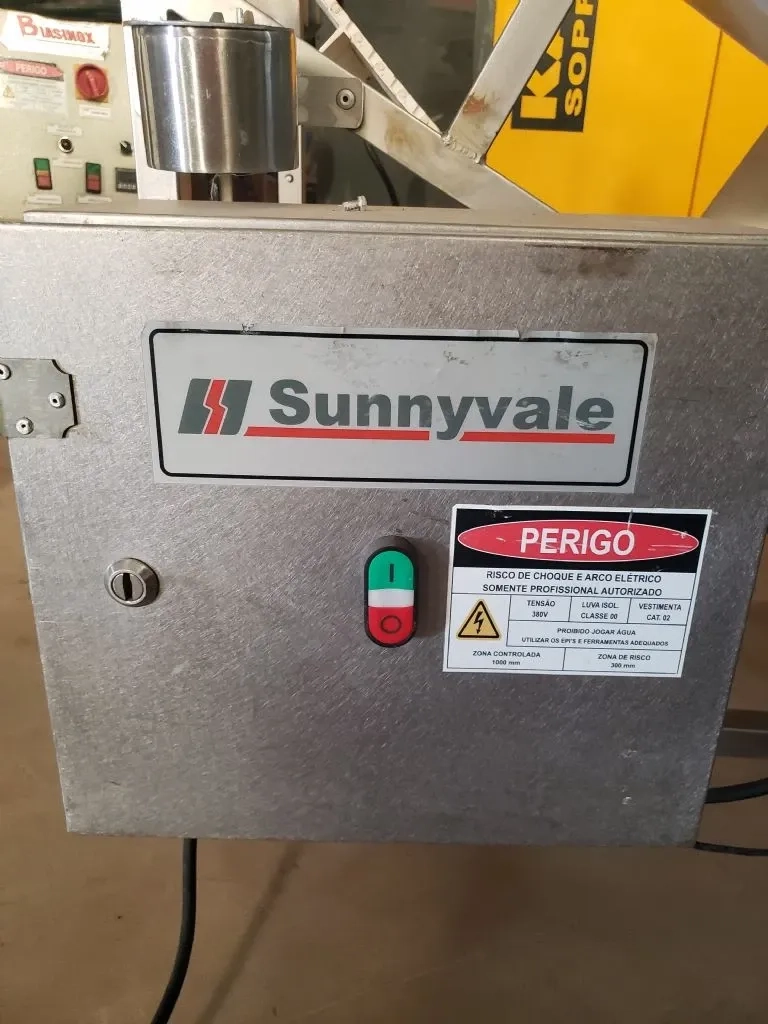 BIASINOX
PERIGO
KA
SOPR
Sunnyvale
I
O
PERIGO
RISCO DE CHOQUE E ARCO ELÉTRICO
SOMENTE PROFISSIONAL AUTORIZADO
TENSÃO
380V
LUVA ISOL.
CLASSE 00
VESTIMENTA
CAT. 02
PROIBIDO JOGAR ÁGUA
UTILIZAR OS EPI'S E FERRAMENTAS ADEQUADOS
ZONA CONTROLADA
1000 mm
ZONA DE RISCO
300 mm